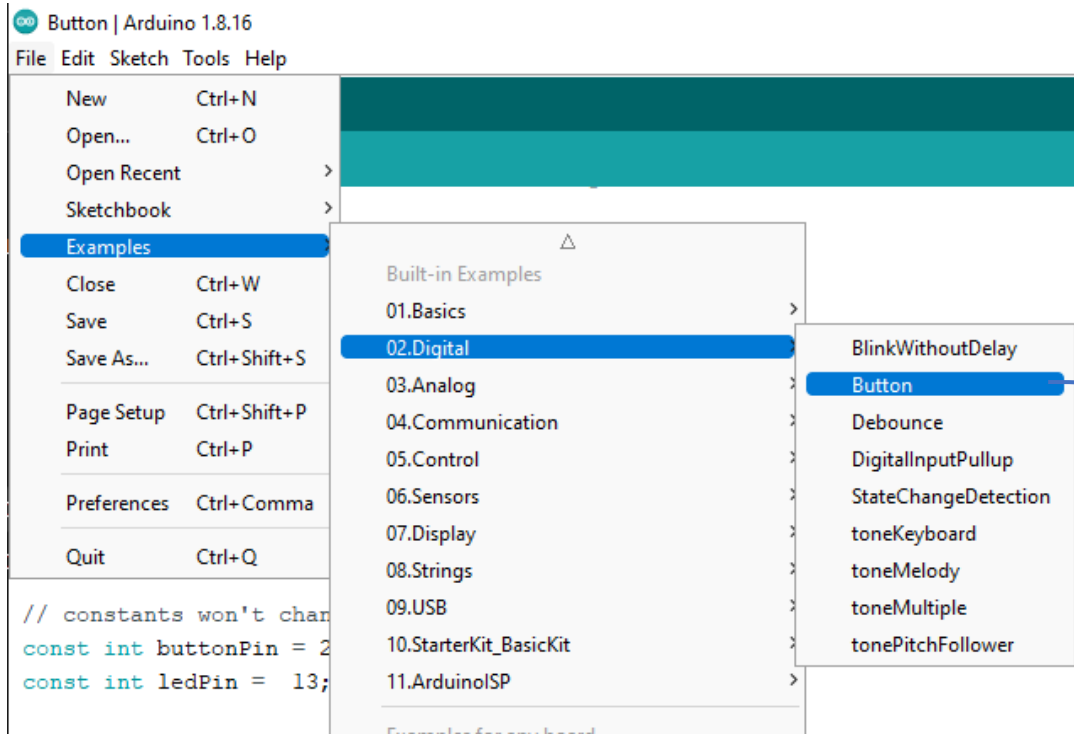 Button | Arduino 1.8.16
File Edit Sketch Tools Help
New Ctrl+N
Open... Ctrl+O
Open Recent
Sketchbook
Examples
Close Ctrl+W
Save Ctrl+S
Save As... Ctrl+Shift+S
Page Setup Ctrl+Shift+P
Print Ctrl+P
Preferences Ctrl+Comma
Quit Ctrl+Q
Built-in Examples
01.Basics
02.Digital
03.Analog
04.Communication
05.Control
06.Sensors
07.Display
08.Strings
09.USB
10.StarterKit_BasicKit
11.ArduinoISP
Examples for any board
BlinkWithoutDelay
Button
Debounce
DigitalInputPullup
StateChangeDetection
toneKeyboard
toneMelody
toneMultiple
tonePitchFollower
// constants won't chan
const int buttonPin = 2
const int ledPin =  13;